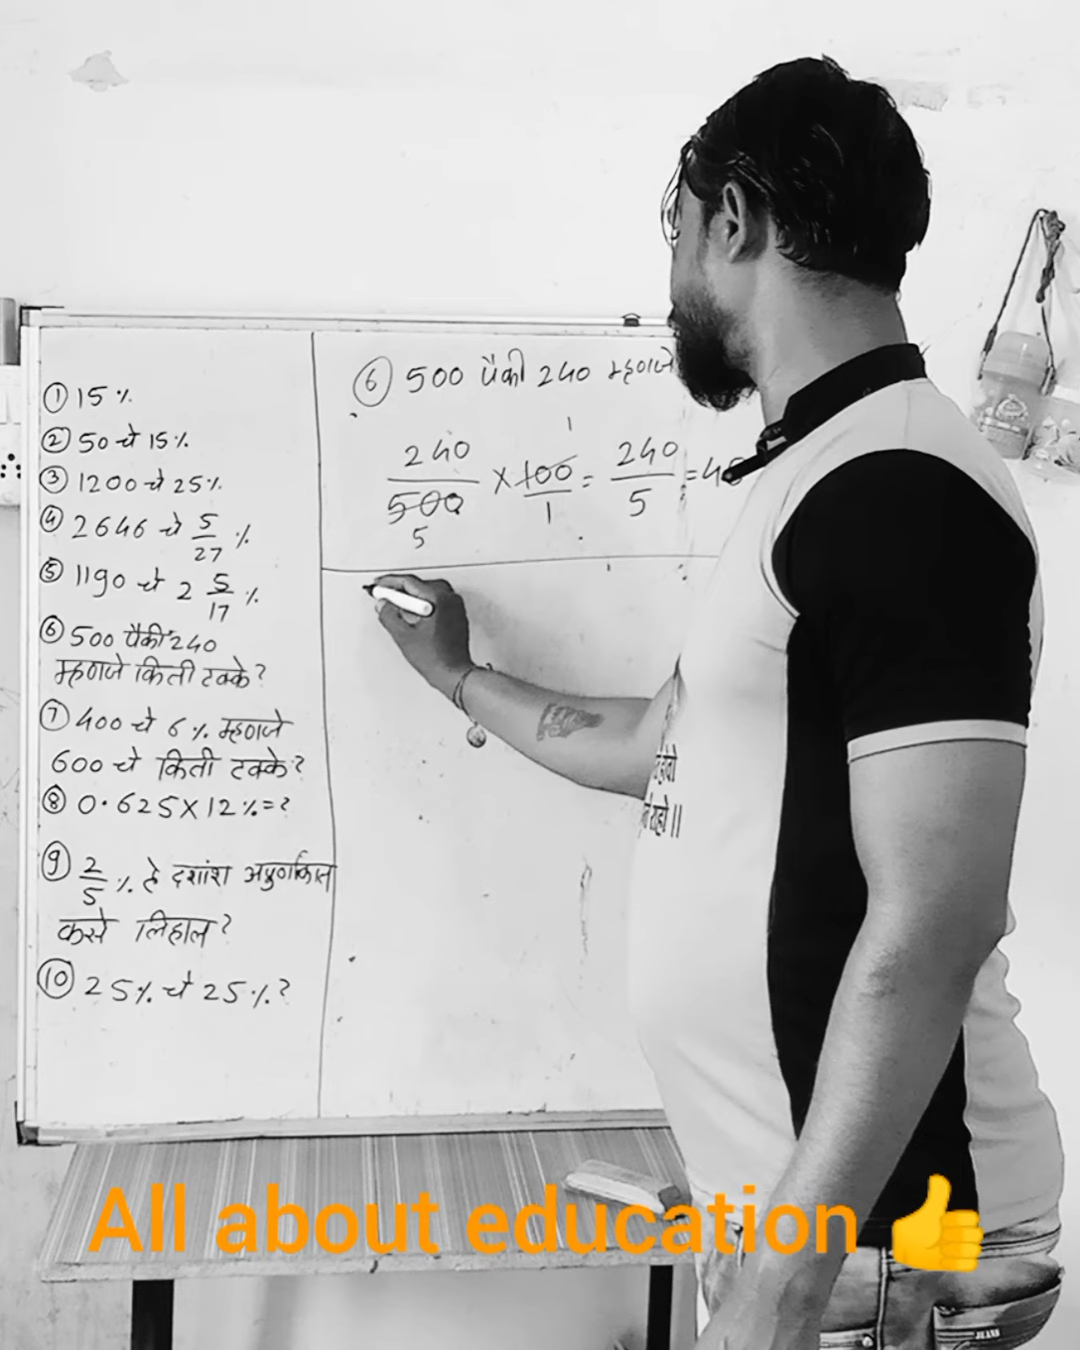 ① 15 %
② 50 चे 15%
③ 1200 चे 25%
④ 2646 चे 5/27 %
⑤ 1190 चे 2 5/17 %
⑥ 500 पैकी 240
म्हणजे किती टक्के?
⑦ 400 चे 6% म्हणजे
600 चे किती टक्के?
⑧ 0.625×12%=?
⑨ 2/5 % हे दशांश अपुर्णांकात
कसे लिहाल?
⑩ 25% चे 25%?
⑥ 500 पैकी 240 म्हणजे
1
240/500 × 100/1 = 240/5 = 48
5
All about education 👍